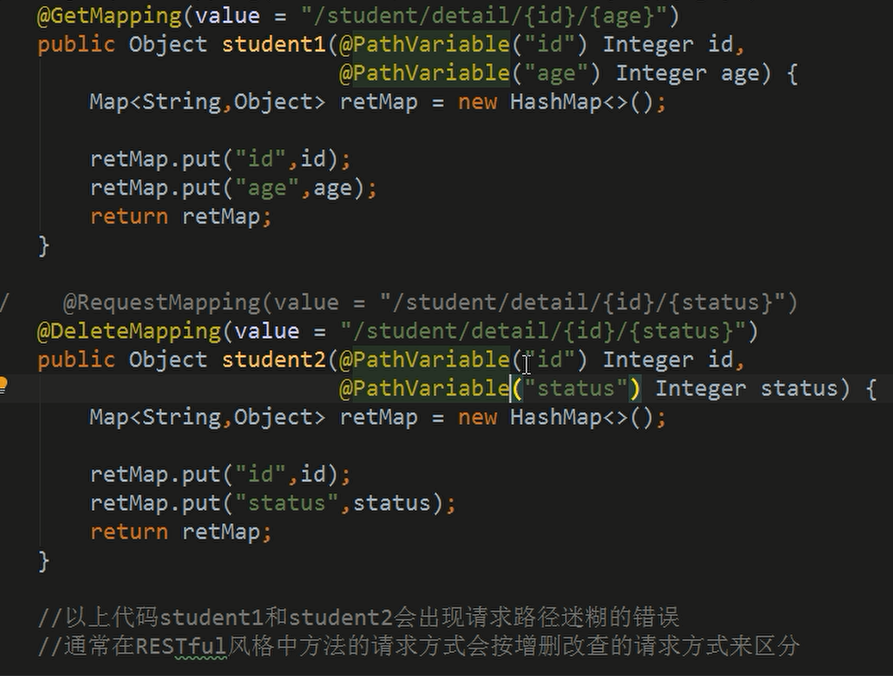 @GetMapping(value = "/student/detail/{id}/{age}")
public Object student1(@PathVariable("id") Integer id,
@PathVariable("age") Integer age) {
Map<String,Object> retMap = new HashMap<>();
retMap.put("id",id);
retMap.put("age",age);
return retMap;
}
/ @RequestMapping(value = "/student/detail/{id}/{status}")
@DeleteMapping(value = "/student/detail/{id}/{status}")
public Object student2(@PathVariable("id") Integer id,
@PathVariable("status") Integer status) {
Map<String,Object> retMap = new HashMap<>();
retMap.put("id",id);
retMap.put("status",status);
return retMap;
}
//以上代码student1和student2会出现请求路径迷糊的错误
//通常在RESTful风格中方法的请求方式会按增删改查的请求方式来区分